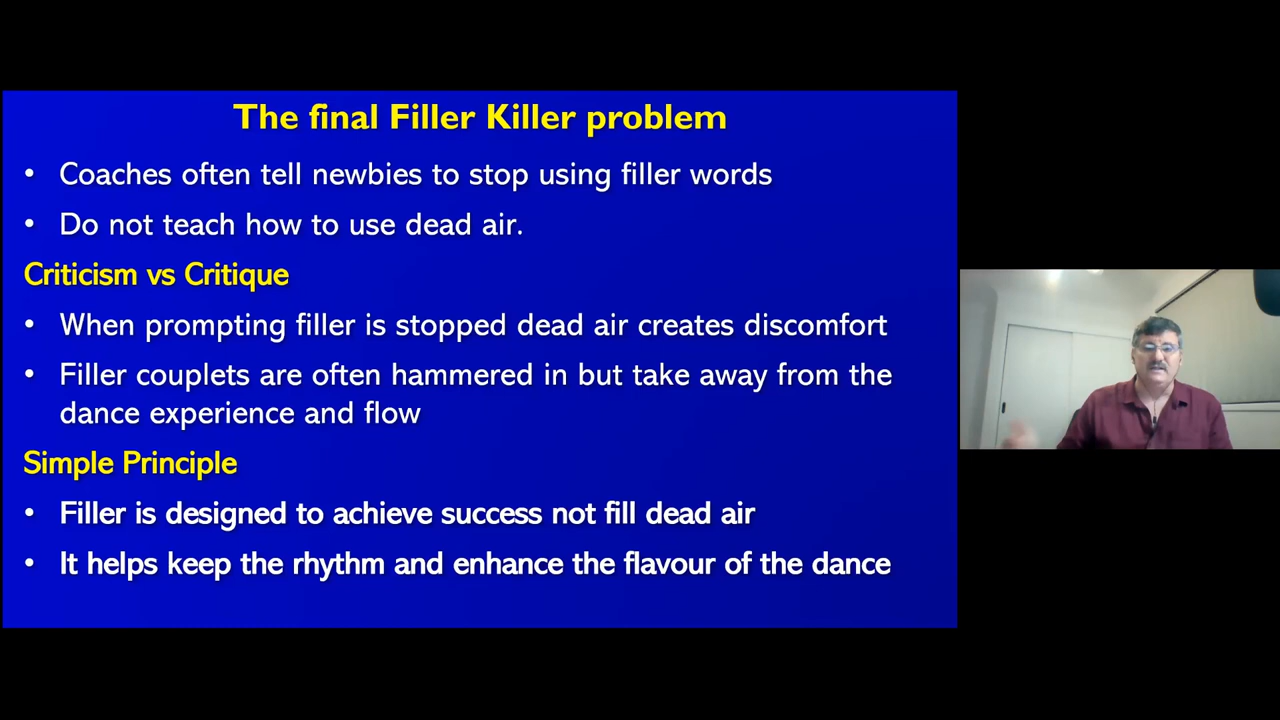 The final Filler Killer problem
• Coaches often tell newbies to stop using filler words
• Do not teach how to use dead air.
Criticism vs Critique
• When prompting filler is stopped dead air creates discomfort
• Filler couplets are often hammered in but take away from the
dance experience and flow
Simple Principle
• Filler is designed to achieve success not fill dead air
• It helps keep the rhythm and enhance the flavour of the dance